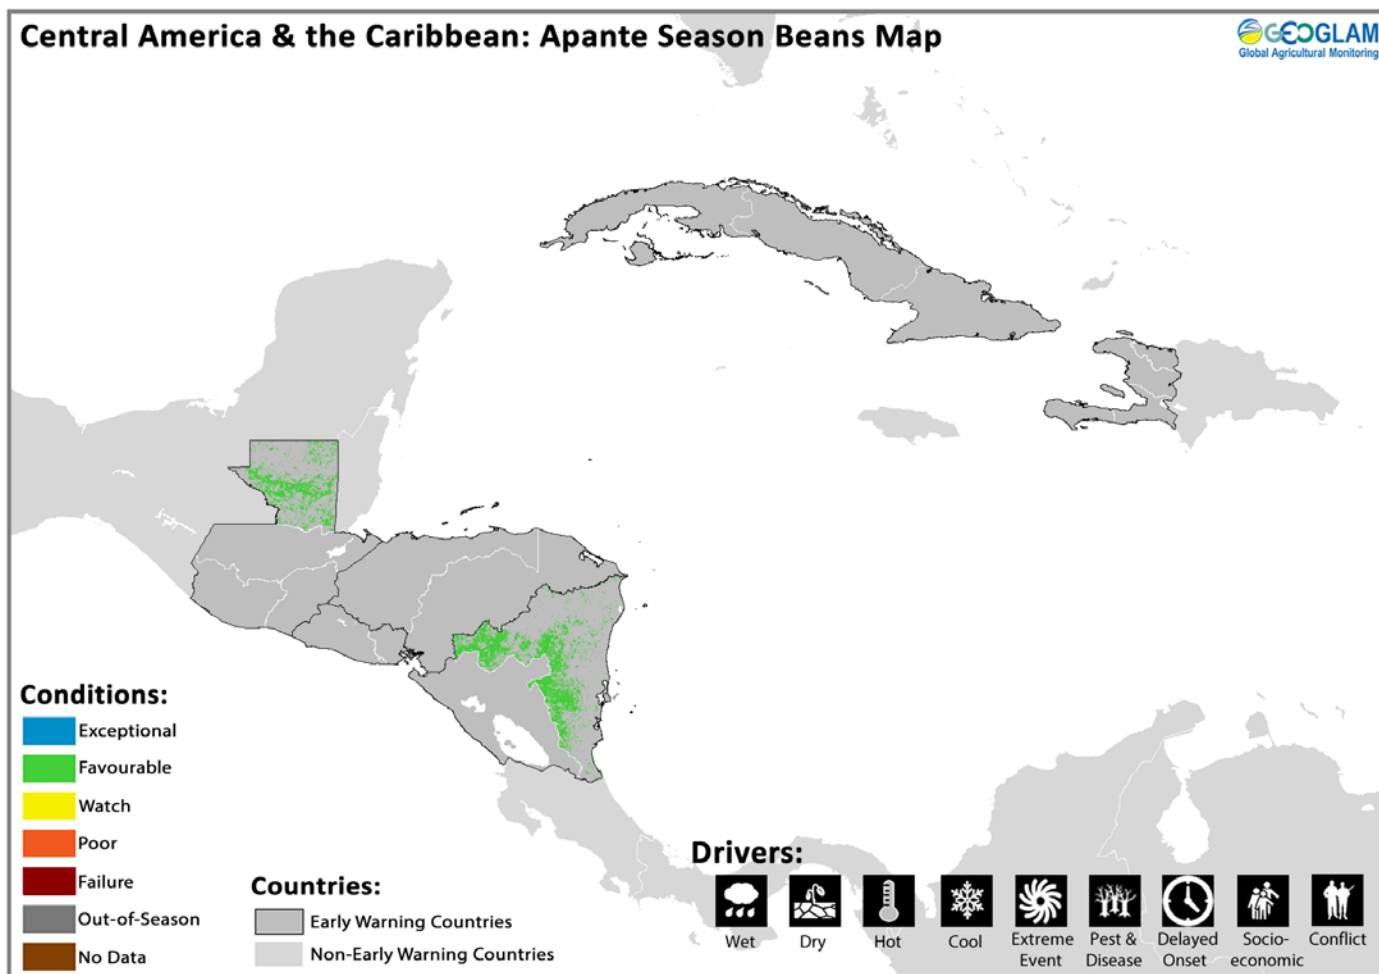 Central America & the Caribbean: Apante Season Beans Map
GEOGLAM
Global Agricultural Monitoring
Conditions:
Exceptional
Favourable
Watch
Poor
Failure
Out-of-Season
No Data
Countries:
Early Warning Countries
Non-Early Warning Countries
Drivers:
Wet
Dry
Hot
Cool
Extreme
Event
Pest &
Disease
Delayed
Onset
Socio-
economic
Conflict